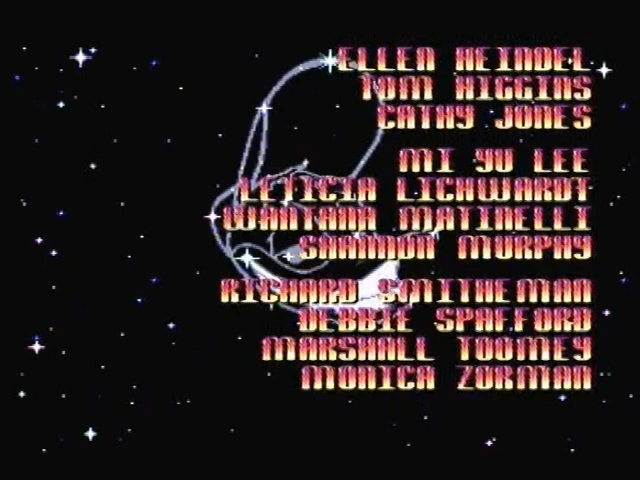 ELLEN HEINDEL
TOM HIGGINS
CATHY JONES
MI YU LEE
LETICIA LICHWARDT
WANTANA MATINELLI
SHANNON MURPHY
RICHARD SMITHEMAN
DEBBIE SPAFFORD
MARSHALL TOOMEY
MONICA ZORMAN